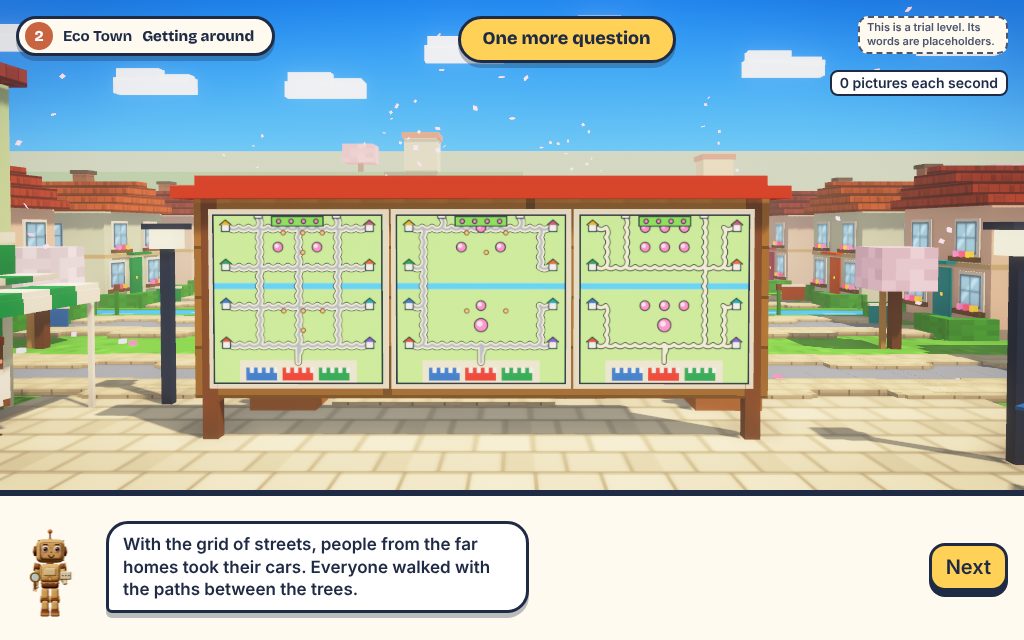 2 Eco Town Getting around
One more question
This is a trial level. Its
words are placeholders.
0 pictures each second
With the grid of streets, people from the far
homes took their cars. Everyone walked with
the paths between the trees.
Next